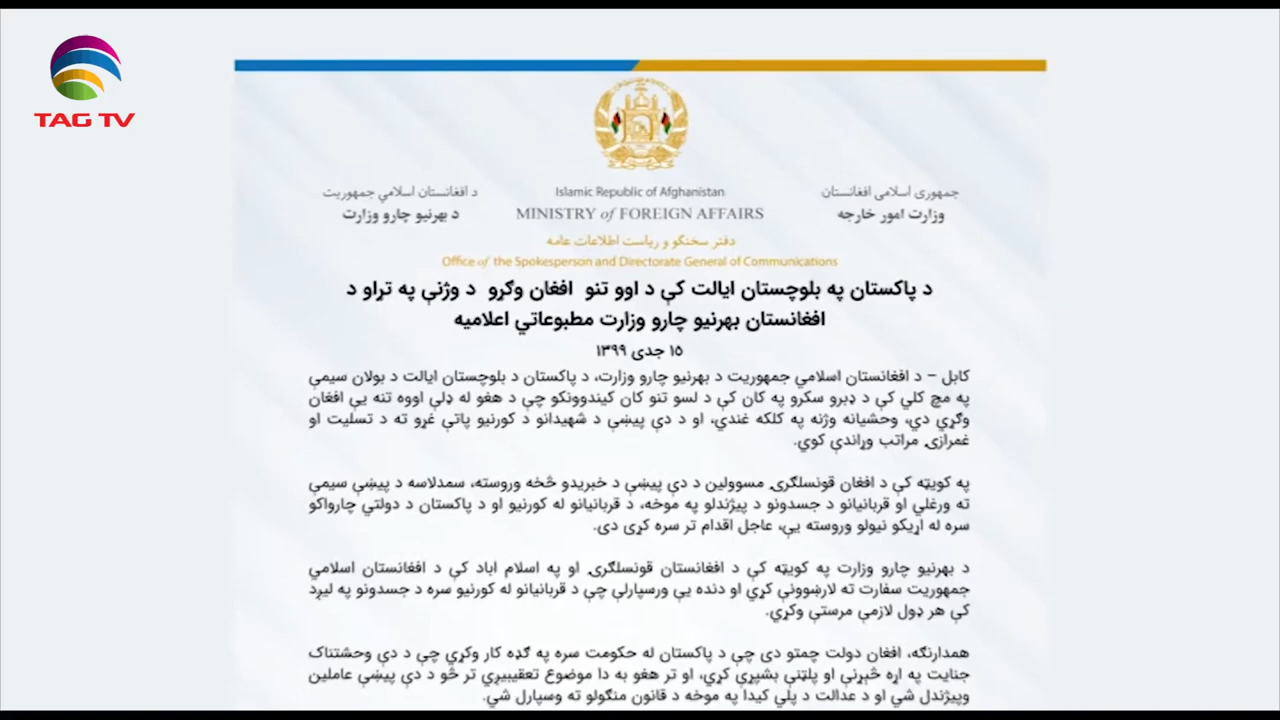 TAG TV
د افغانستان اسلامي جمهوریت
د بهرنیو چارو وزارت
Islamic Republic of Afghanistan
MINISTRY of FOREIGN AFFAIRS
جمهوری اسلامی افغانستان
وزارت امور خارجه
دفتر سخنگو و ریاست اطلاعات عامه
Office of the Spokesperson and Directorate General of Communications
د پاکستان په بلوچستان ایالت کې د اوو تنو افغان وګړو د وژنې په تړاو د
افغانستان بهرنیو چارو وزارت مطبوعاتي اعلامیه
۱۵ جدی ۱۳۹۹
کابل – د افغانستان اسلامي جمهوریت د بهرنیو چارو وزارت، د پاکستان د بلوچستان ایالت د بولان سیمې
په مچ کلي کې د ډبرو سکرو په کان کې د لسو تنو کان کیندوونکو چې د هغو له ډلې اووه تنه یې افغان
وګړي دي، وحشیانه وژنه په کلکه غندي، او د دې پیښې د شهیدانو د کورنیو پاتې غړو ته د تسلیت او
غمرازۍ مراتب وړاندې کوي.
په کویټه کې د افغان قونسلګرۍ مسوولین د دې پیښې د خبریدو څخه وروسته، سمدلاسه د پیښې سیمې
ته ورغلي او قربانیانو د جسدونو د پیژندلو په موخه، د قربانیانو له کورنیو او د پاکستان د دولتي چارواکو
سره له اړیکو نیولو وروسته یې، عاجل اقدام تر سره کړی دی.
د بهرنیو چارو وزارت په کویټه کې د افغانستان قونسلګرۍ او په اسلام اباد کې د افغانستان اسلامي
جمهوریت سفارت ته لارښوونې کړي او دنده یې ورسپارلې چې د قربانیانو له کورنیو سره د جسدونو په لیږد
کې هر ډول لازمې مرستې وکړي.
همدارنګه، افغان دولت چمتو دی چې د پاکستان له حکومت سره په ګډه کار وکړي چې د دې وحشتناک
جنایت په اړه څېړنې او پلټنې بشپړې کړي، او تر هغو به دا موضوع تعقیبیږي تر څو د دې پیښې عاملین
وپیژندل شي او د عدالت د پلي کیدا په موخه د قانون منګولو ته وسپارل شي.